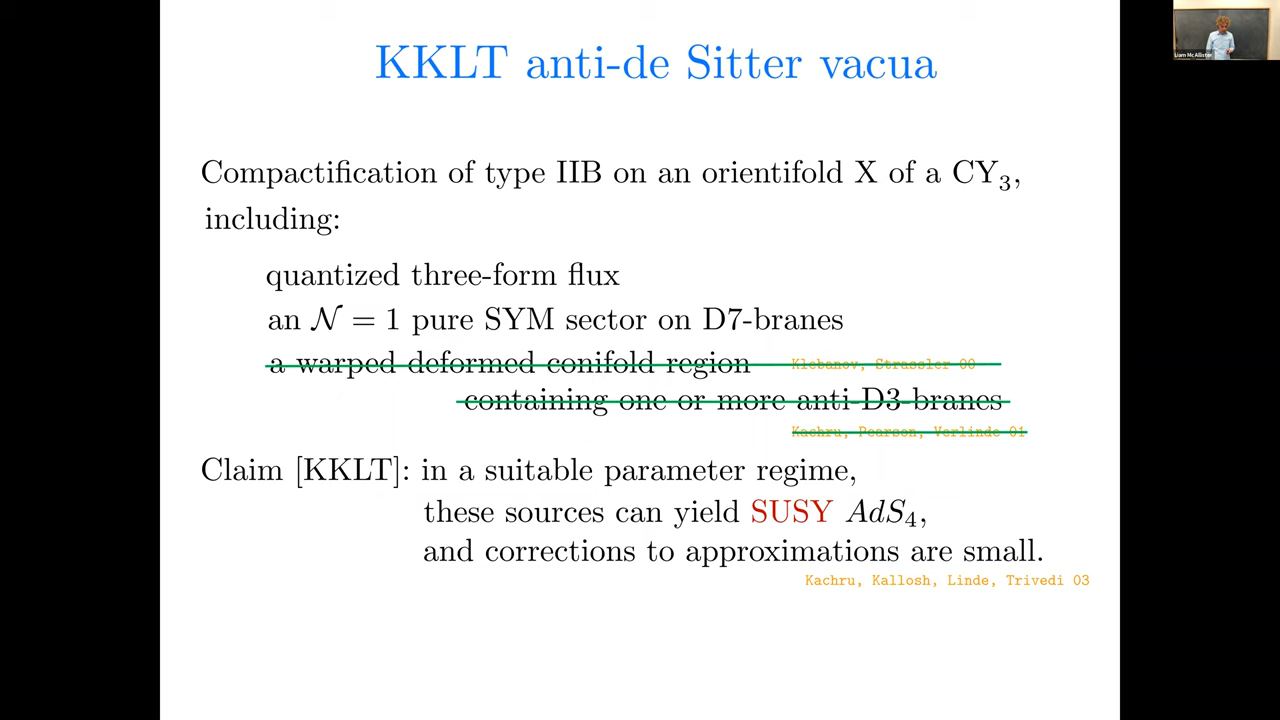 KKLT anti-de Sitter vacua
Liam McAllister
Compactification of type IIB on an orientifold X of a CY₃,
including:
quantized three-form flux
an 𝒩 = 1 pure SYM sector on D7-branes
a warped deformed conifold region Klebanov, Strassler 00
containing one or more anti-D3-branes
Kachru, Pearson, Verlinde 01
Claim [KKLT]: in a suitable parameter regime,
these sources can yield SUSY AdS₄,
and corrections to approximations are small.
Kachru, Kallosh, Linde, Trivedi 03